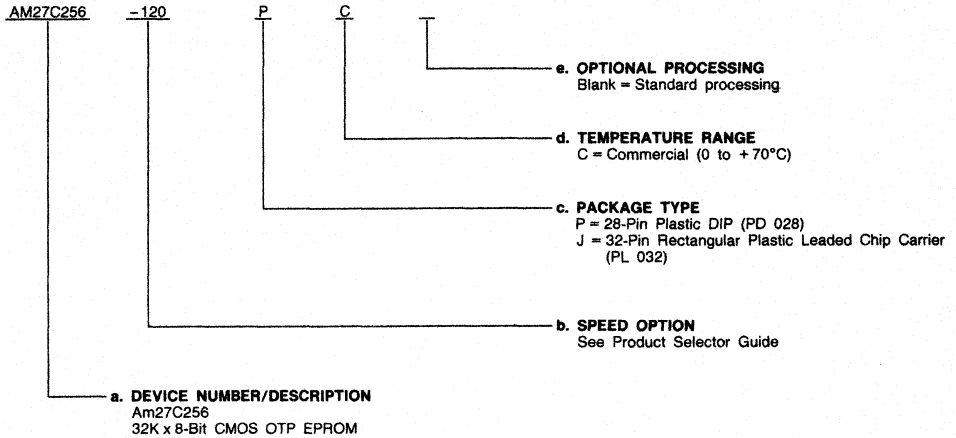 AM27C256 -120 P C
e. OPTIONAL PROCESSING
Blank = Standard processing
d. TEMPERATURE RANGE
C = Commercial (0 to +70°C)
c. PACKAGE TYPE
P = 28-Pin Plastic DIP (PD 028)
J = 32-Pin Rectangular Plastic Leaded Chip Carrier
(PL 032)
b. SPEED OPTION
See Product Selector Guide
a. DEVICE NUMBER/DESCRIPTION
Am27C256
32K x 8-Bit CMOS OTP EPROM